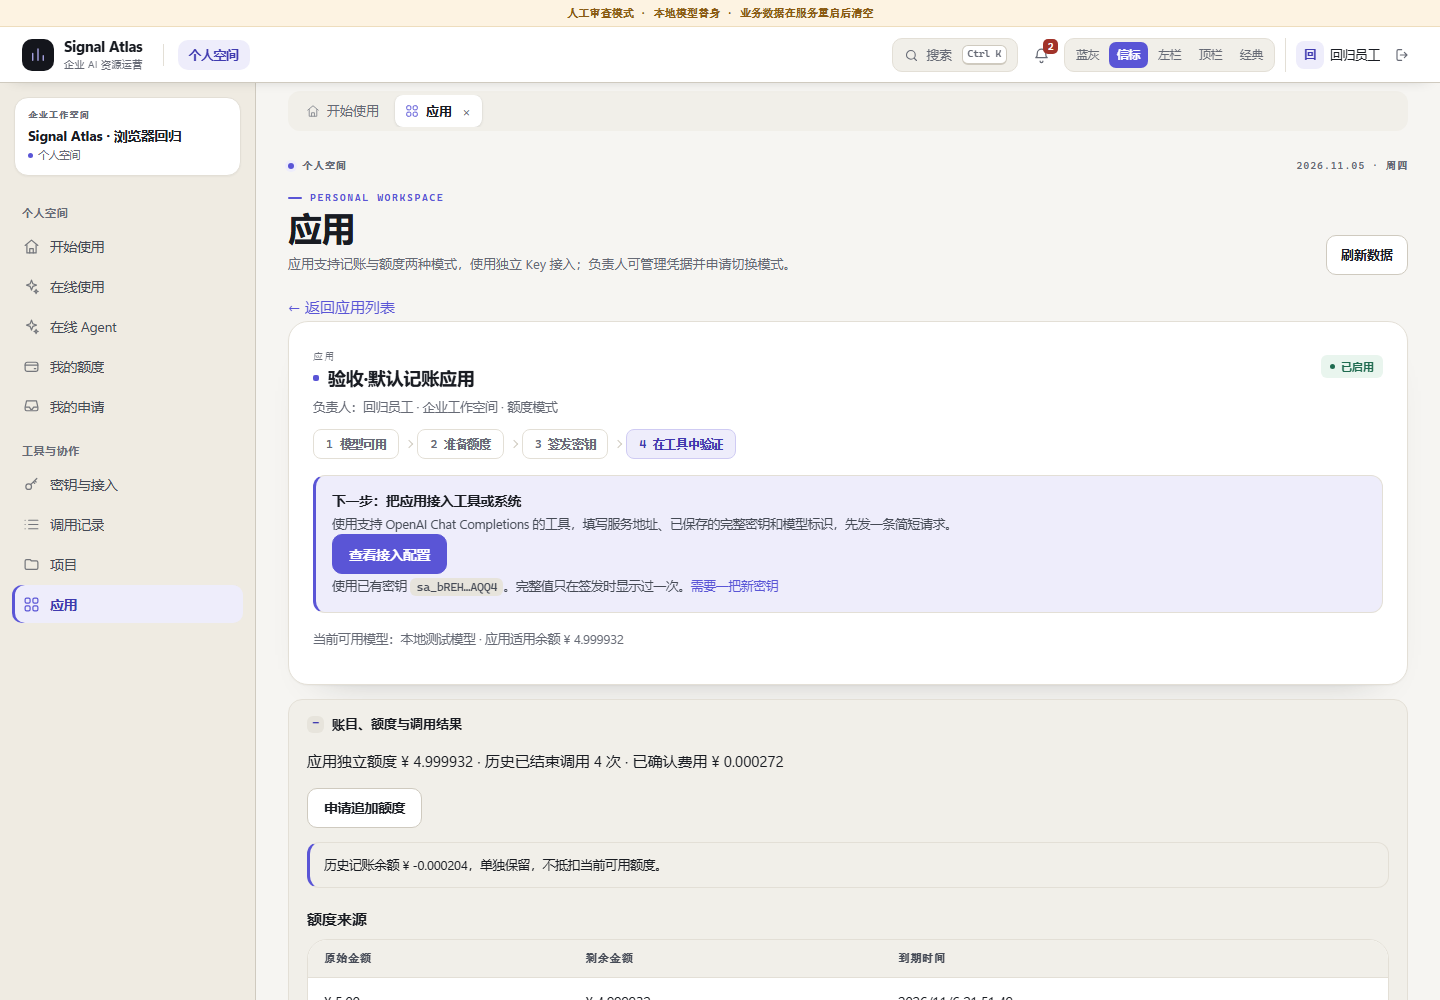 人工审查模式 · 本地模型替身 · 业务数据在服务重启后清空
Signal Atlas
企业 AI 资源运营
个人空间
搜索 Ctrl K
2
蓝灰 信标 左栏 顶栏 经典
回 回归员工
企业工作空间
Signal Atlas · 浏览器回归
个人空间
个人空间
开始使用
在线使用
在线 Agent
我的额度
我的申请
工具与协作
密钥与接入
调用记录
项目
应用
开始使用 应用 ×
个人空间
2026.11.05 · 周四
PERSONAL WORKSPACE
应用
应用支持记账与额度两种模式，使用独立 Key 接入；负责人可管理凭据并申请切换模式。
刷新数据
← 返回应用列表
应用
验收·默认记账应用
已启用
负责人：回归员工 · 企业工作空间 · 额度模式
1 模型可用 2 准备额度 3 签发密钥 4 在工具中验证
下一步：把应用接入工具或系统
使用支持 OpenAI Chat Completions 的工具，填写服务地址、已保存的完整密钥和模型标识，先发一条简短请求。
查看接入配置
使用已有密钥 sa_bREH…AQQ4。完整值只在签发时显示过一次。需要一把新密钥
当前可用模型：本地测试模型 · 应用适用余额 ¥ 4.999932
账目、额度与调用结果
应用独立额度 ¥ 4.999932 · 历史已结束调用 4 次 · 已确认费用 ¥ 0.000272
申请追加额度
历史记账余额 ¥ -0.000204，单独保留，不抵扣当前可用额度。
额度来源
原始金额 剩余金额 到期时间
¥ 5.00 ¥ 4.999932 2026/11/6 21:51:49